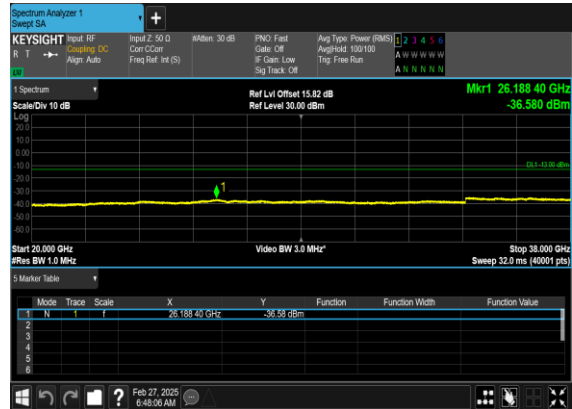 Spectrum Analyzer 1
Swept SA
+
KEYSIGHT Input: RF Input Z: 50 Ω #Atten: 30 dB PNO: Fast Avg Type: Power (RMS) 1 2 3 4 5 6
R T Coupling: DC Corr CCorr Gate: Off Avg|Hold: 100/100 A W W W W W
Align: Auto Freq Ref: Int (S) IF Gain: Low Trig: Free Run A N N N N N
Sig Track: Off
1 Spectrum Ref Lvl Offset 15.82 dB Mkr1 26.188 40 GHz
Scale/Div 10 dB Ref Level 30.00 dBm -36.580 dBm
Log
20.0
10.0
0.00
-10.0
DL1 -13.00 dBm
-20.0
-30.0
1
-40.0
-50.0
-60.0
Start 20.000 GHz Video BW 3.0 MHz* Stop 38.000 GHz
#Res BW 1.0 MHz Sweep 32.0 ms (40001 pts)
5 Marker Table
Mode Trace Scale X Y Function Function Width Function Value
1 N 1 f 26.188 40 GHz -36.58 dBm
2
3
4
5
6
? Feb 27, 2025
6:48:06 AM